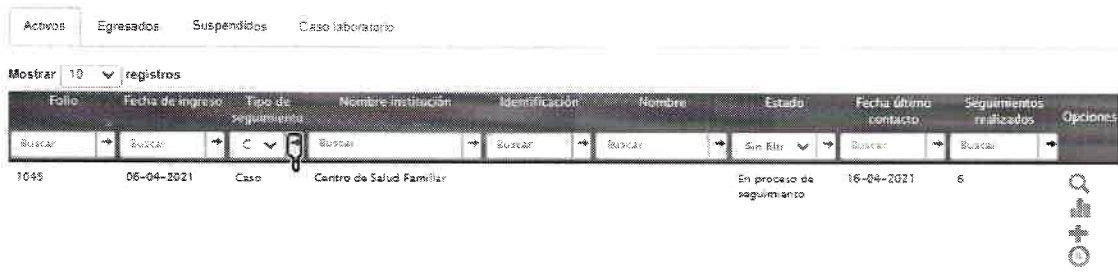 Activos Egresados Suspendidos Caso laboratorio
Mostrar 10 registros
Folio Fecha de ingreso Tipo de seguimiento Nombre institución Identificación Nombre Estado Fecha último contacto Seguimientos realizados Opciones
Buscar Buscar C Buscar Buscar Buscar Sin filtr Buscar Buscar
1045 06-04-2021 Caso Centro de Salud Familiar En proceso de seguimiento 16-04-2021 6